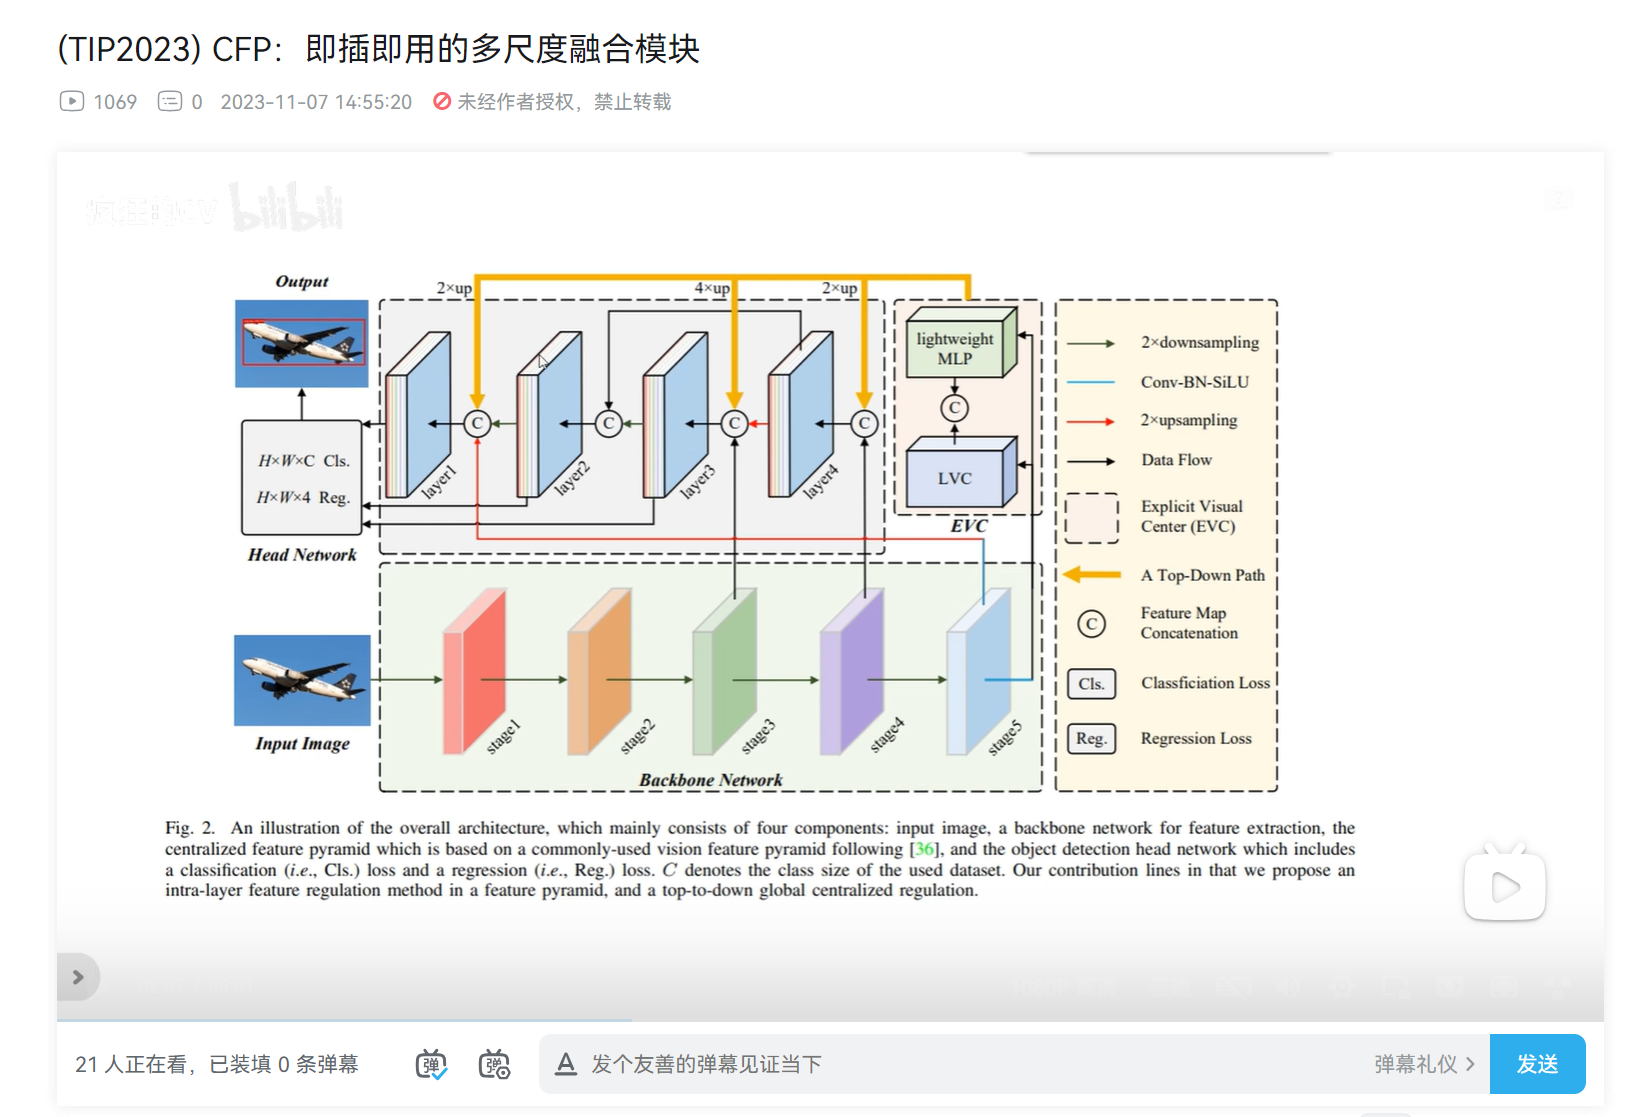 (TIP2023) CFP：即插即用的多尺度融合模块
1069 0 2023-11-07 14:55:20 未经作者授权，禁止转载
bilibili
Output
2×up
4×up
2×up
lightweight
MLP
C
C
C
C
C
LVC
EVC
layer1
layer2
layer3
layer4
H×W×C Cls.
H×W×4 Reg.
Head Network
Input Image
stage1
stage2
stage3
stage4
stage5
Backbone Network
2×downsampling
Conv-BN-SiLU
2×upsampling
Data Flow
Explicit Visual
Center (EVC)
A Top-Down Path
C
Feature Map
Concatenation
Cls.
Classficiation Loss
Reg.
Regression Loss
Fig. 2. An illustration of the overall architecture, which mainly consists of four components: input image, a backbone network for feature extraction, the
centralized feature pyramid which is based on a commonly-used vision feature pyramid following [36], and the object detection head network which includes
a classification (i.e., Cls.) loss and a regression (i.e., Reg.) loss. C denotes the class size of the used dataset. Our contribution lines in that we propose an
intra-layer feature regulation method in a feature pyramid, and a top-to-down global centralized regulation.
21 人正在看，已装填 0 条弹幕
发个友善的弹幕见证当下
弹幕礼仪
发送